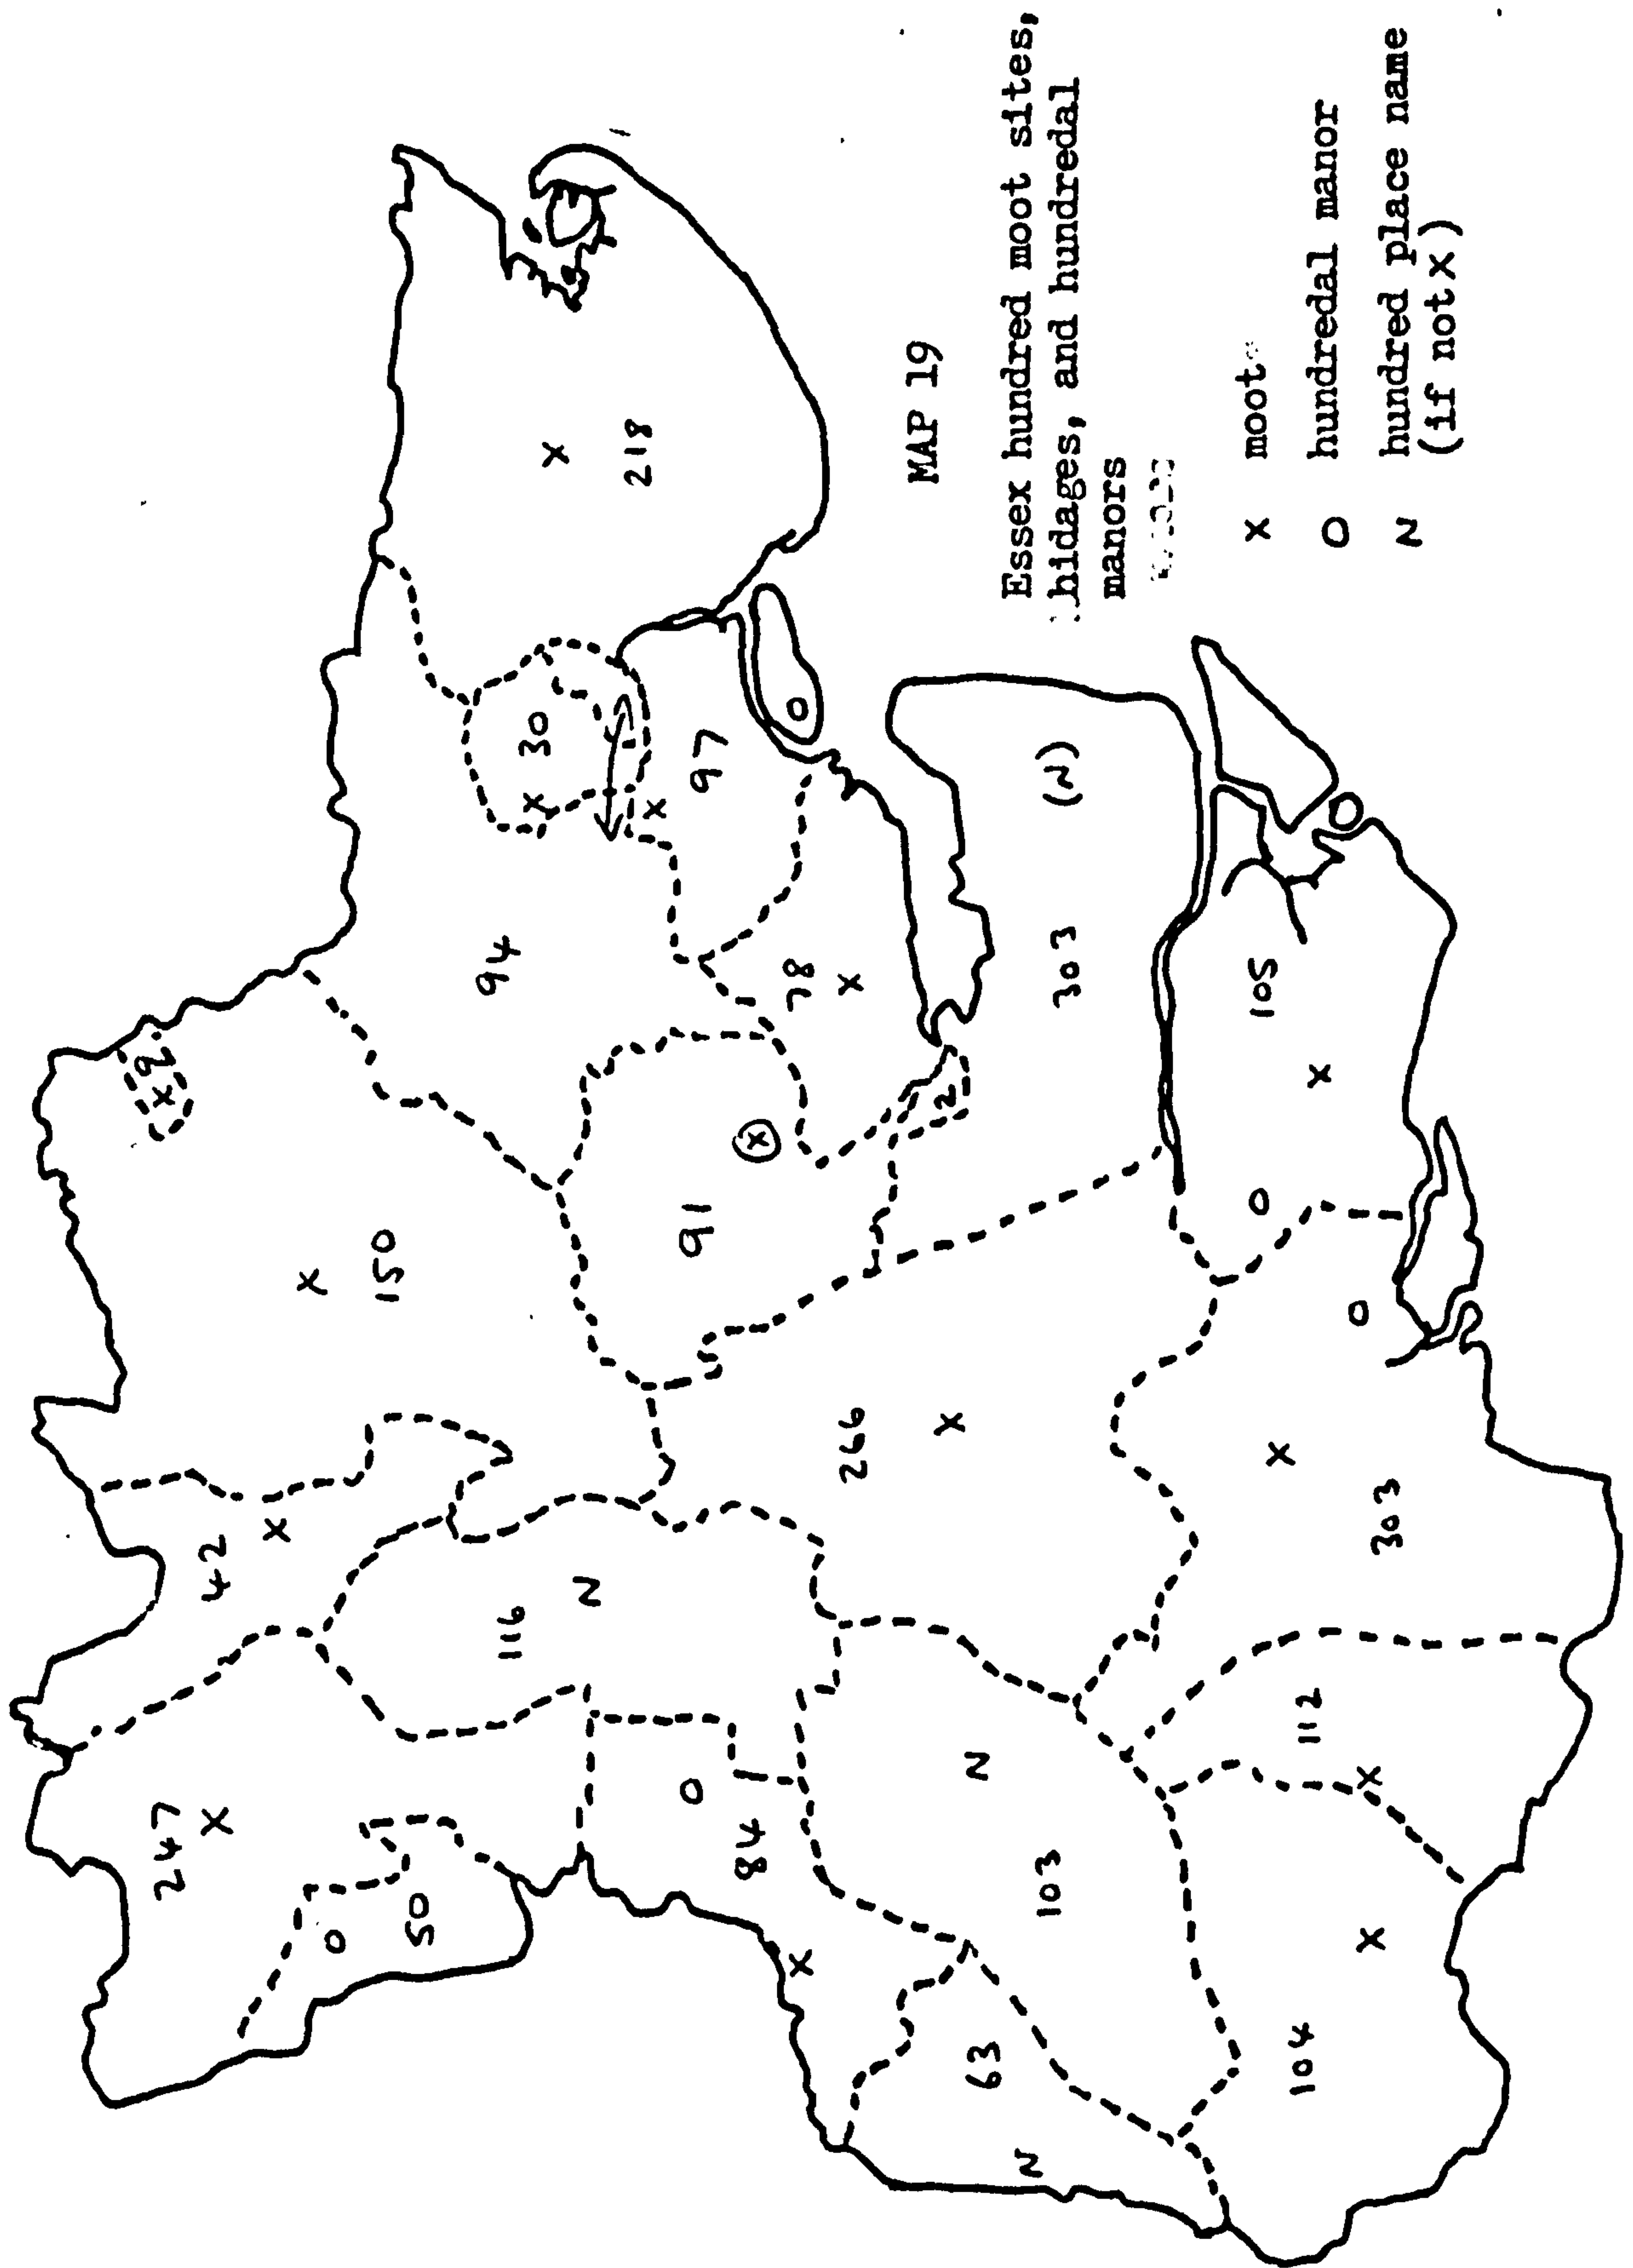 9
247
42
150
50
94
116
30
N
218
91
97
84
78
266
N
N
63
N
103
303
(N)
105
104
112
303
MAP 19
Essex hundred moot sites,
hidages, and hundredal
manors
X moot
O hundredal manor
N hundred place name
(if not X)